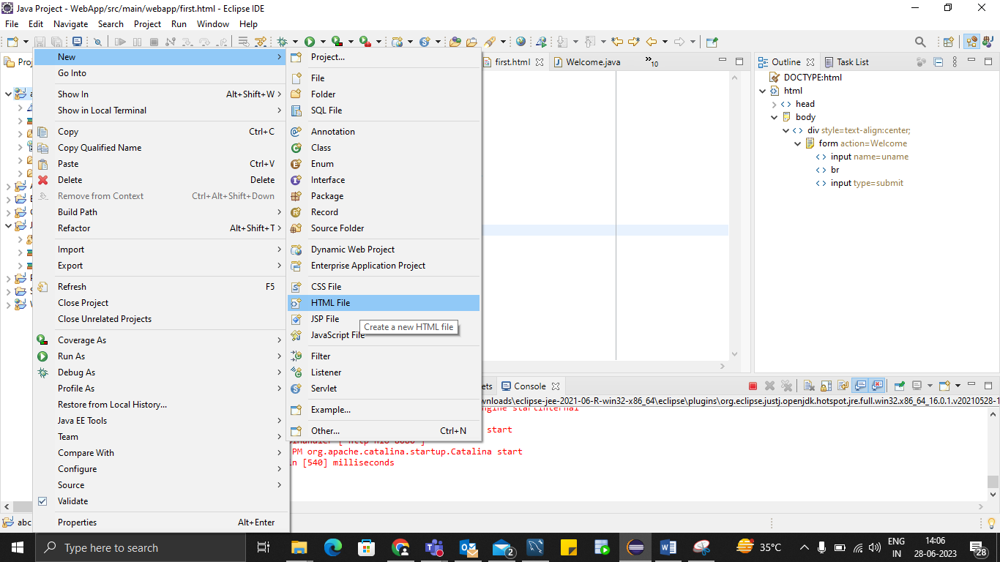 Java Project - WebApp/src/main/webapp/first.html - Eclipse IDE
File Edit Navigate Search Project Run Window Help
New
Go Into
Show In Alt+Shift+W
Show in Local Terminal
Copy Ctrl+C
Copy Qualified Name
Paste Ctrl+V
Delete Delete
Remove from Context Ctrl+Alt+Shift+Down
Build Path
Refactor Alt+Shift+T
Import
Export
Refresh F5
Close Project
Close Unrelated Projects
Coverage As
Run As
Debug As
Profile As
Restore from Local History...
Java EE Tools
Team
Compare With
Configure
Source
Validate
Properties Alt+Enter
Project...
File
Folder
SQL File
Annotation
Class
Enum
Interface
Package
Record
Source Folder
Dynamic Web Project
Enterprise Application Project
CSS File
HTML File
JSP File
Create a new HTML file
JavaScript File
Filter
Listener
Servlet
Example...
Other... Ctrl+N
first.html Welcome.java »10
Outline Task List
DOCTYPE:html
html
head
body
div style=text-align:center;
form action=Welcome
input name=uname
br
input type=submit
Console
wnloads\eclipse-jee-2021-06-R-win32-x86_64\eclipse\plugins\org.eclipse.justj.openjdk.hotspot.jre.full.win32.x86_64_16.0.1.v20210528-1
start
PM org.apache.catalina.startup.Catalina start
in [540] milliseconds
abc
Type here to search
2
35°C
ENG
IN
14:06
28-06-2023
28